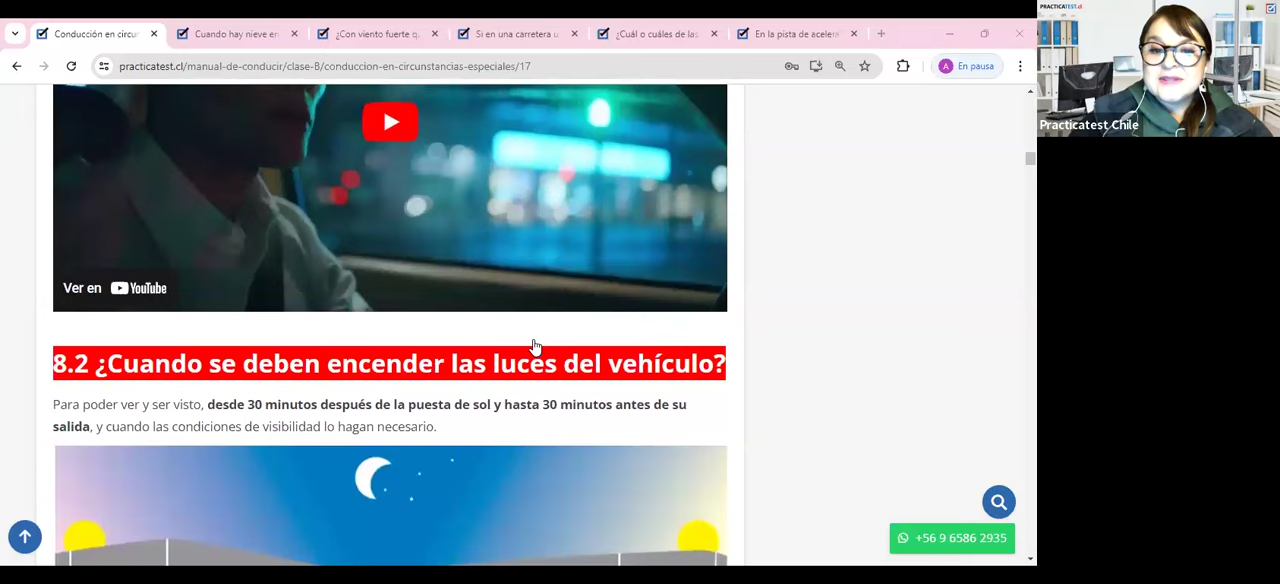 Conducción en circur
Cuando hay nieve en
¿Con viento fuerte q
Si en una carretera u
¿Cuál o cuáles de las
En la pista de acelera
practicatest.cl/manual-de-conducir/clase-B/conduccion-en-circunstancias-especiales/17
A En pausa
PRACTICATEST.cl
Practicatest Chile
Ver en YouTube
8.2 ¿Cuando se deben encender las luces del vehículo?
Para poder ver y ser visto, desde 30 minutos después de la puesta de sol y hasta 30 minutos antes de su
salida, y cuando las condiciones de visibilidad lo hagan necesario.
+56 9 6586 2935